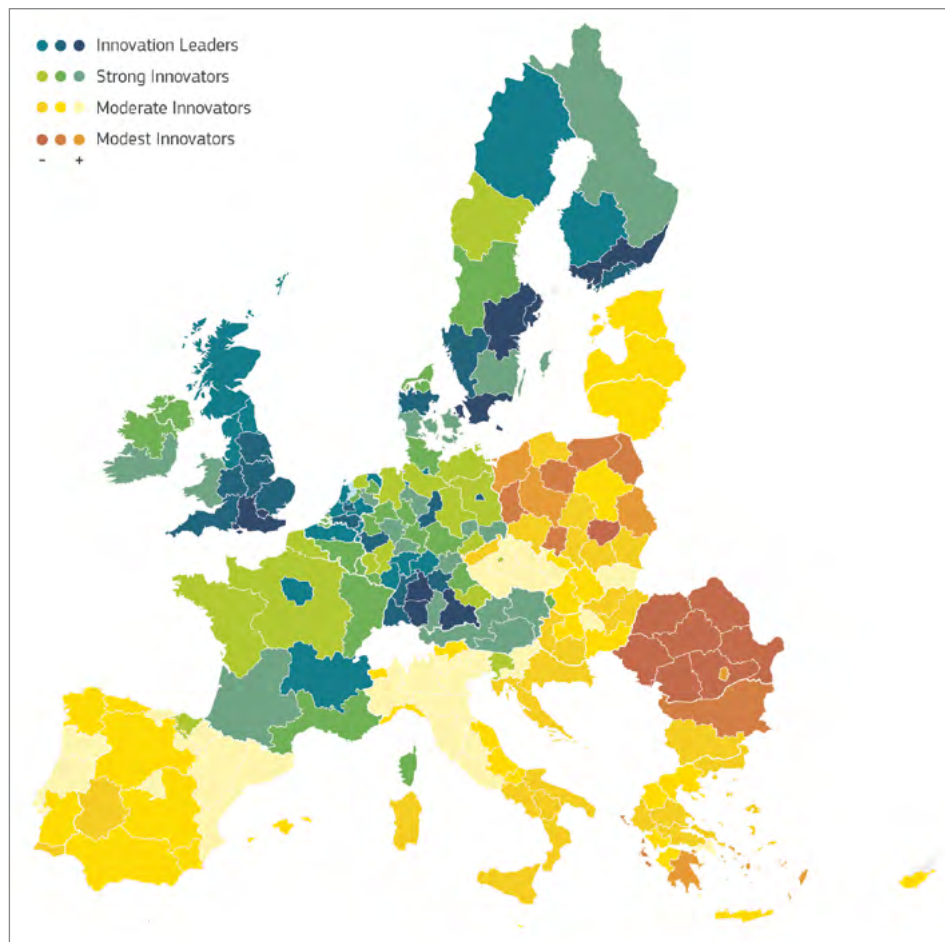 Innovation Leaders
Strong Innovators
Moderate Innovators
Modest Innovators
- +